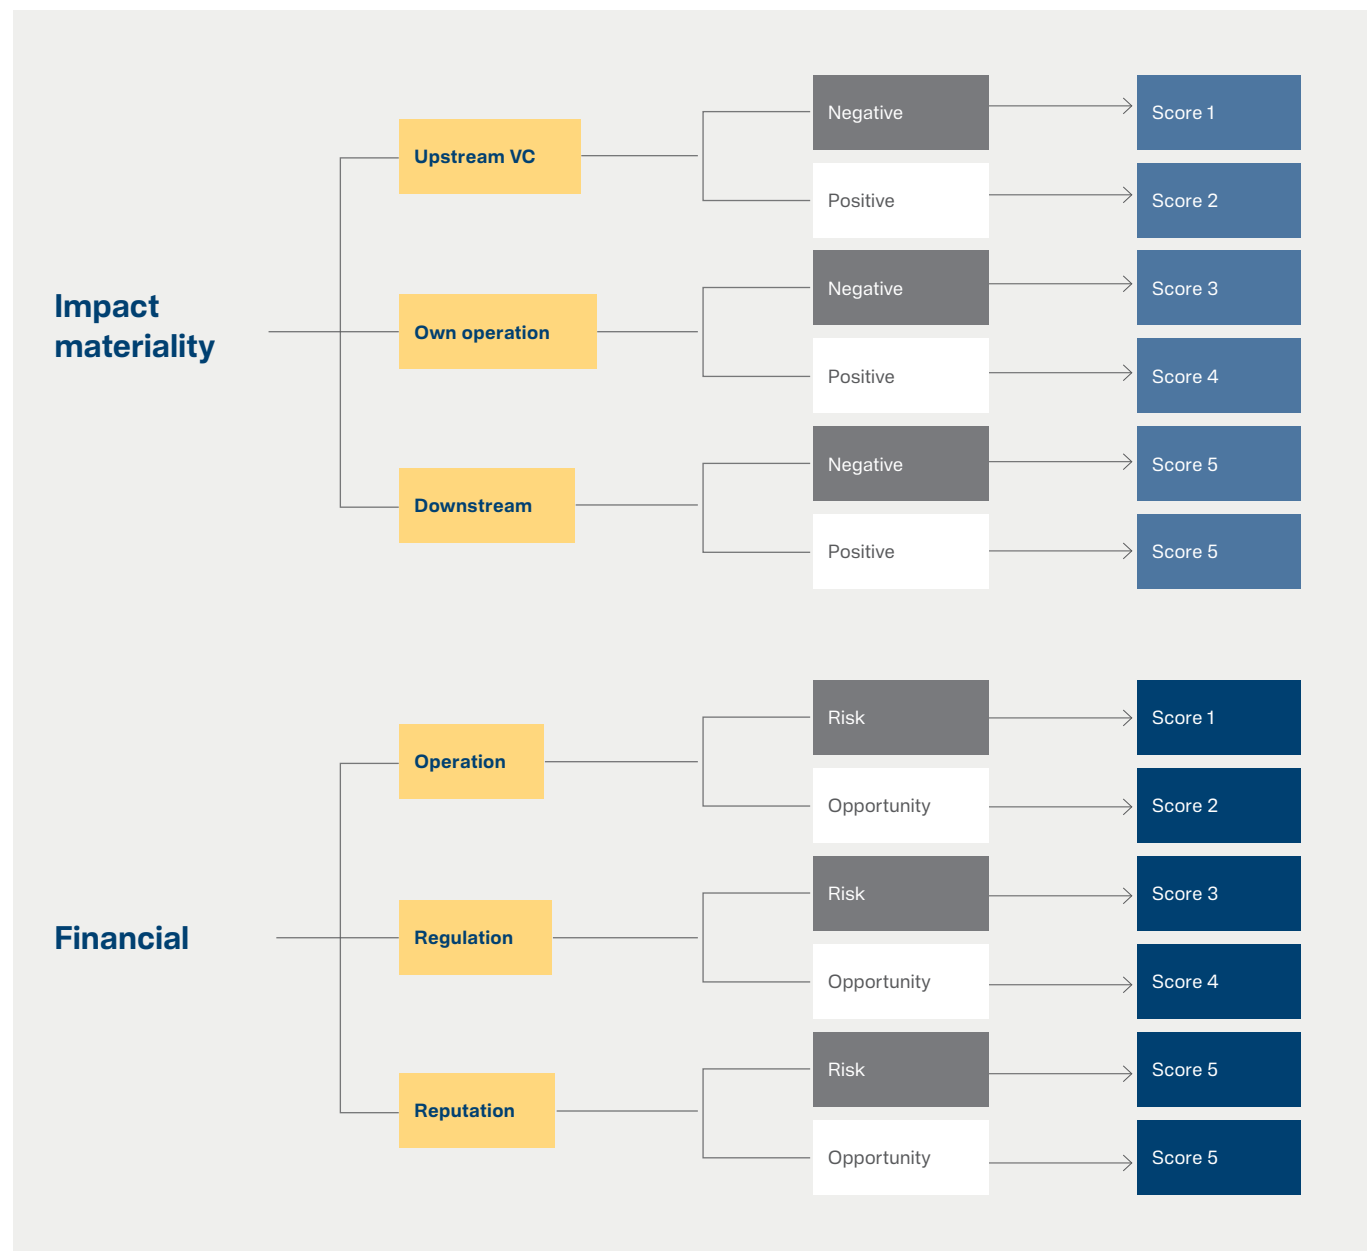 Impact
materiality
Upstream VC
Negative
Score 1
Positive
Score 2
Own operation
Negative
Score 3
Positive
Score 4
Downstream
Negative
Score 5
Positive
Score 5
Financial
Operation
Risk
Score 1
Opportunity
Score 2
Regulation
Risk
Score 3
Opportunity
Score 4
Reputation
Risk
Score 5
Opportunity
Score 5